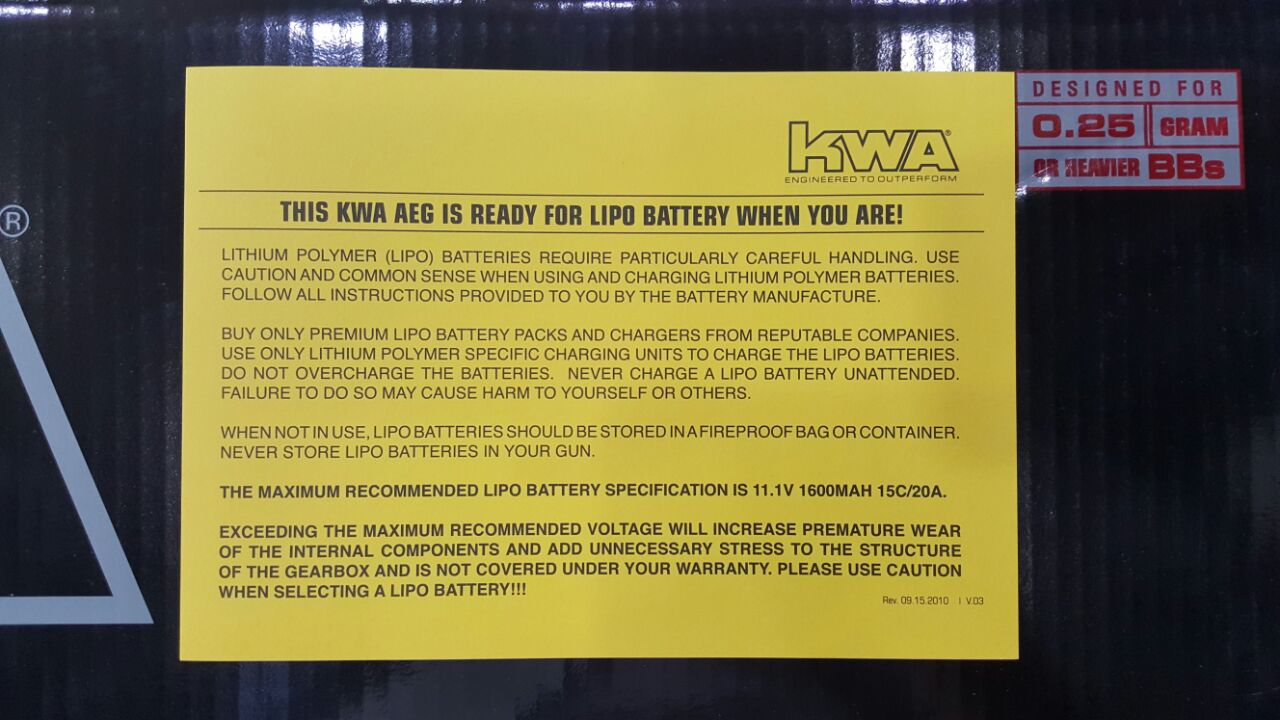 ®
DESIGNED FOR
0.25 GRAM
OR HEAVIER BBs
KWA®
ENGINEERED TO OUTPERFORM
THIS KWA AEG IS READY FOR LIPO BATTERY WHEN YOU ARE!
LITHIUM POLYMER (LIPO) BATTERIES REQUIRE PARTICULARLY CAREFUL HANDLING. USE
CAUTION AND COMMON SENSE WHEN USING AND CHARGING LITHIUM POLYMER BATTERIES.
FOLLOW ALL INSTRUCTIONS PROVIDED TO YOU BY THE BATTERY MANUFACTURE.
BUY ONLY PREMIUM LIPO BATTERY PACKS AND CHARGERS FROM REPUTABLE COMPANIES.
USE ONLY LITHIUM POLYMER SPECIFIC CHARGING UNITS TO CHARGE THE LIPO BATTERIES.
DO NOT OVERCHARGE THE BATTERIES. NEVER CHARGE A LIPO BATTERY UNATTENDED.
FAILURE TO DO SO MAY CAUSE HARM TO YOURSELF OR OTHERS.
WHEN NOT IN USE, LIPO BATTERIES SHOULD BE STORED IN A FIREPROOF BAG OR CONTAINER.
NEVER STORE LIPO BATTERIES IN YOUR GUN.
THE MAXIMUM RECOMMENDED LIPO BATTERY SPECIFICATION IS 11.1V 1600MAH 15C/20A.
EXCEEDING THE MAXIMUM RECOMMENDED VOLTAGE WILL INCREASE PREMATURE WEAR
OF THE INTERNAL COMPONENTS AND ADD UNNECESSARY STRESS TO THE STRUCTURE
OF THE GEARBOX AND IS NOT COVERED UNDER YOUR WARRANTY. PLEASE USE CAUTION
WHEN SELECTING A LIPO BATTERY!!!
Rev. 09.15.2010 | V.03